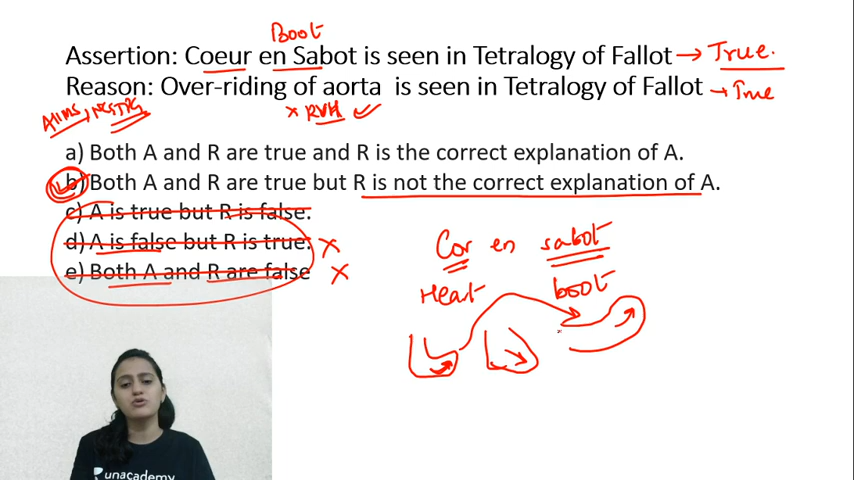 Boot
Assertion: Coeur en Sabot is seen in Tetralogy of Fallot → True.
Reason: Over-riding of aorta is seen in Tetralogy of Fallot → True
AIIMS, NEETPG × RVH ✓
a) Both A and R are true and R is the correct explanation of A.
b) Both A and R are true but R is not the correct explanation of A.
c) A is true but R is false.
d) A is false but R is true. ×
e) Both A and R are false ×
Cor en sabot
Heart boot
unacademy